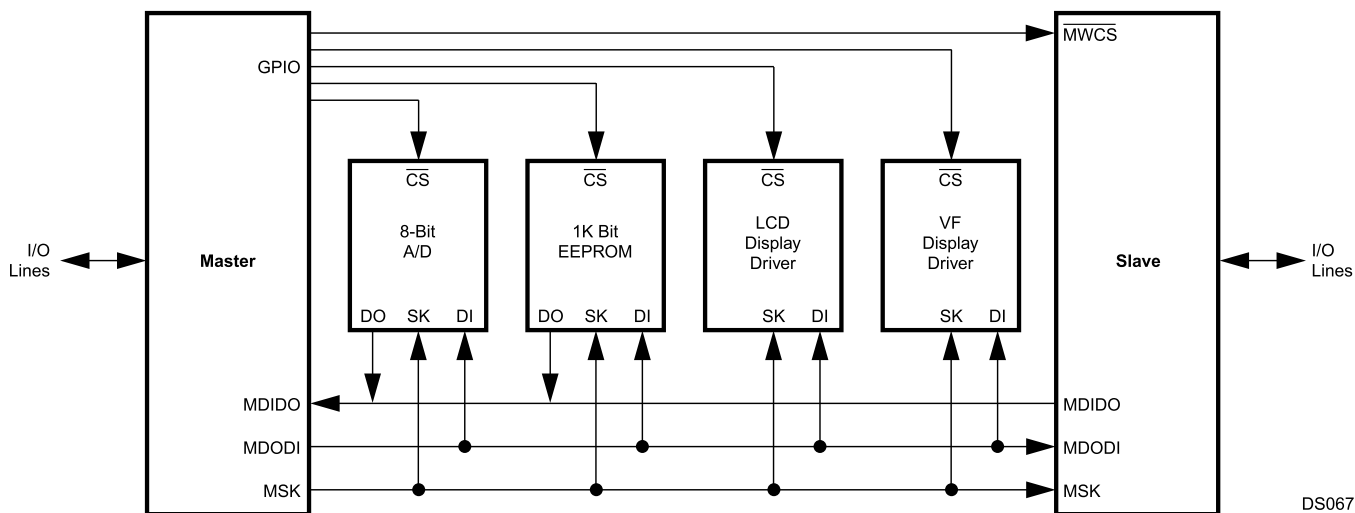 MWCS
GPIO
CS
CS
CS
CS
8-Bit
A/D
1K Bit
EEPROM
LCD
Display
Driver
VF
Display
Driver
I/O
Lines
Master
Slave
I/O
Lines
DO SK DI
DO SK DI
SK DI
SK DI
MDIDO
MDIDO
MDODI
MDODI
MSK
MSK
DS067